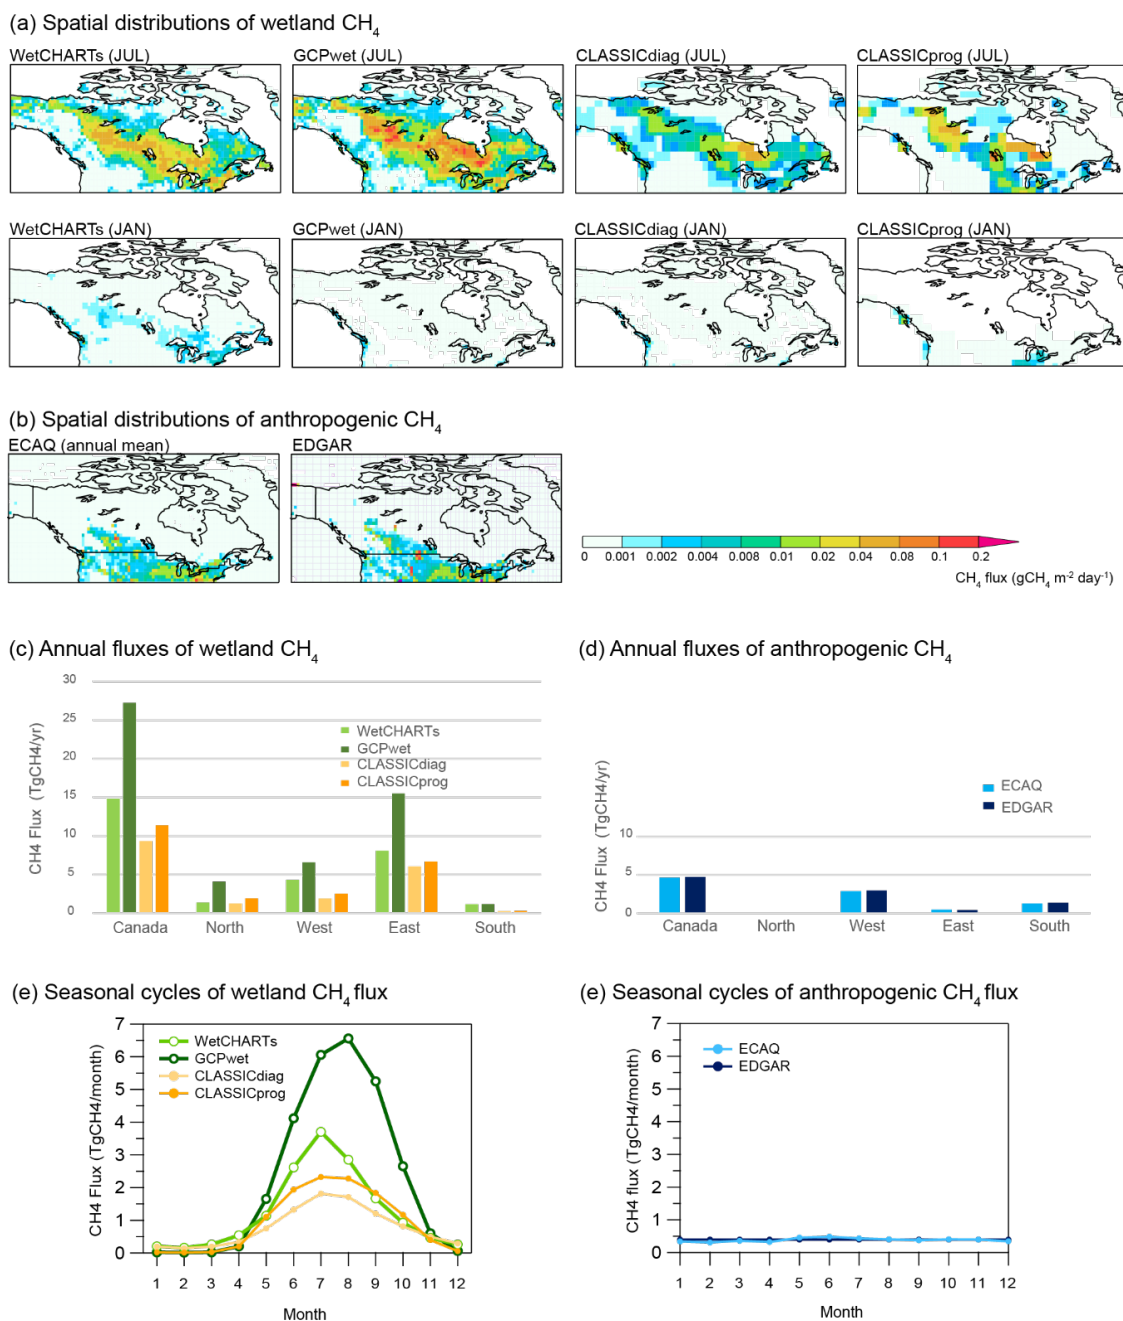 (a) Spatial distributions of wetland CH₄
WetCHARTs (JUL) GCPwet (JUL) CLASSICdiag (JUL) CLASSICprog (JUL)
WetCHARTs (JAN) GCPwet (JAN) CLASSICdiag (JAN) CLASSICprog (JAN)
(b) Spatial distributions of anthropogenic CH₄
ECAQ (annual mean) EDGAR
0 0.001 0.002 0.004 0.008 0.01 0.02 0.04 0.08 0.1 0.2
CH₄ flux (gCH₄ m⁻² day⁻¹)
(c) Annual fluxes of wetland CH₄
CH4 Flux (TgCH4/yr)
30
25
20
15
10
5
0
WetCHARTs
GCPwet
CLASSICdiag
CLASSICprog
Canada North West East South
(d) Annual fluxes of anthropogenic CH₄
CH4 Flux (TgCH4/yr)
10
5
0
ECAQ
EDGAR
Canada North West East South
(e) Seasonal cycles of wetland CH₄ flux
CH4 Flux (TgCH4/month)
7
6
5
4
3
2
1
0
WetCHARTs
GCPwet
CLASSICdiag
CLASSICprog
1 2 3 4 5 6 7 8 9 10 11 12
Month
(e) Seasonal cycles of anthropogenic CH₄ flux
CH4 flux (TgCH4/month)
7
6
5
4
3
2
1
0
ECAQ
EDGAR
1 2 3 4 5 6 7 8 9 10 11 12
Month